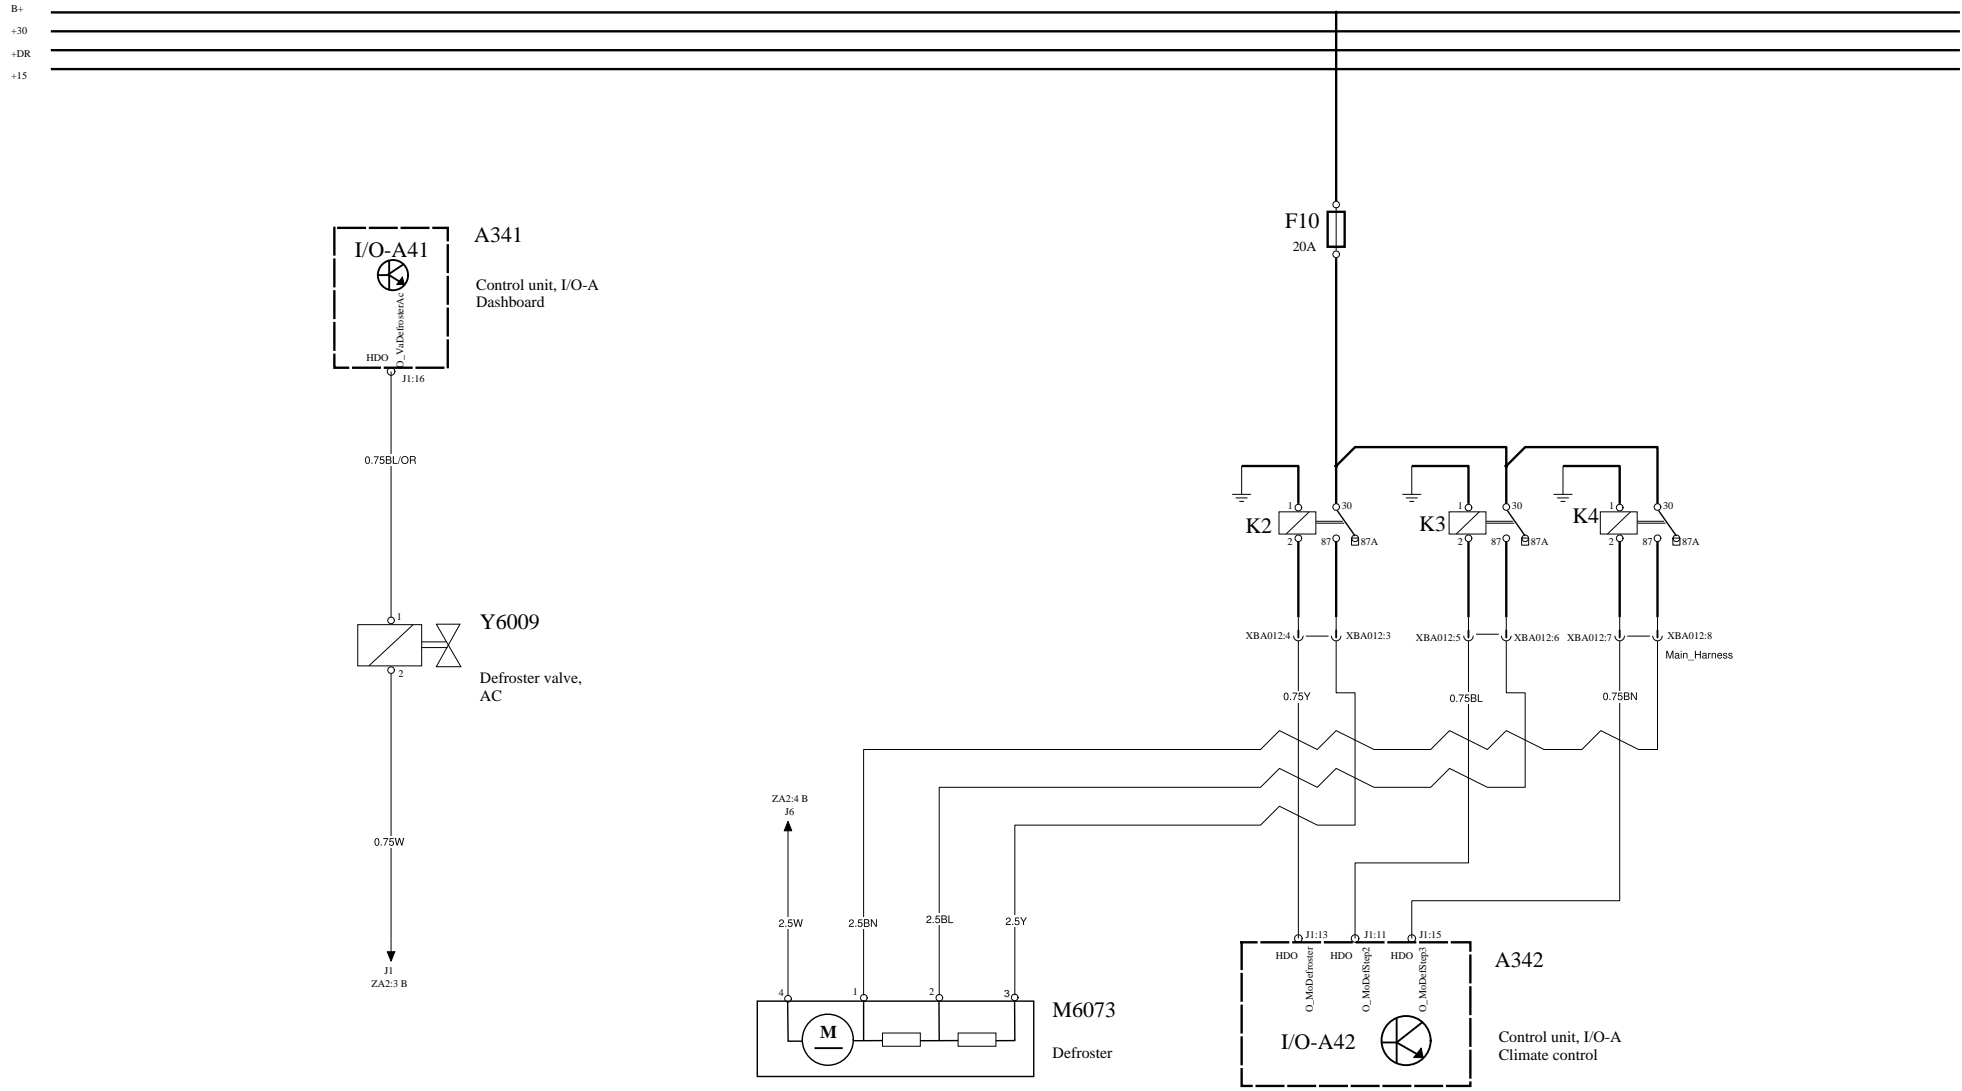 B+
+30
+DR
+15
F10
20A
I/O-A41
A341
Control unit, I/O-A
Dashboard
O_VaDefrosterAc
HDO
J1:16
0.75BL/OR
1
Y6009
2
Defroster valve,
AC
0.75W
J1
ZA2:3 B
1
30
K2
2
87
87A
1
30
K3
2
87
87A
1
30
K4
2
87
87A
XBA012:4
XBA012:3
XBA012:5
XBA012:6
XBA012:7
XBA012:8
Main_Harness
0.75Y
0.75BL
0.75BN
ZA2:4 B
J6
2.5W
2.5BN
2.5BL
2.5Y
4
1
2
3
M
M6073
Defroster
J1:13
J1:11
J1:15
HDO
O_MoDefroster
HDO
O_MoDefStep2
HDO
O_MoDefStep3
A342
I/O-A42
Control unit, I/O-A
Climate control